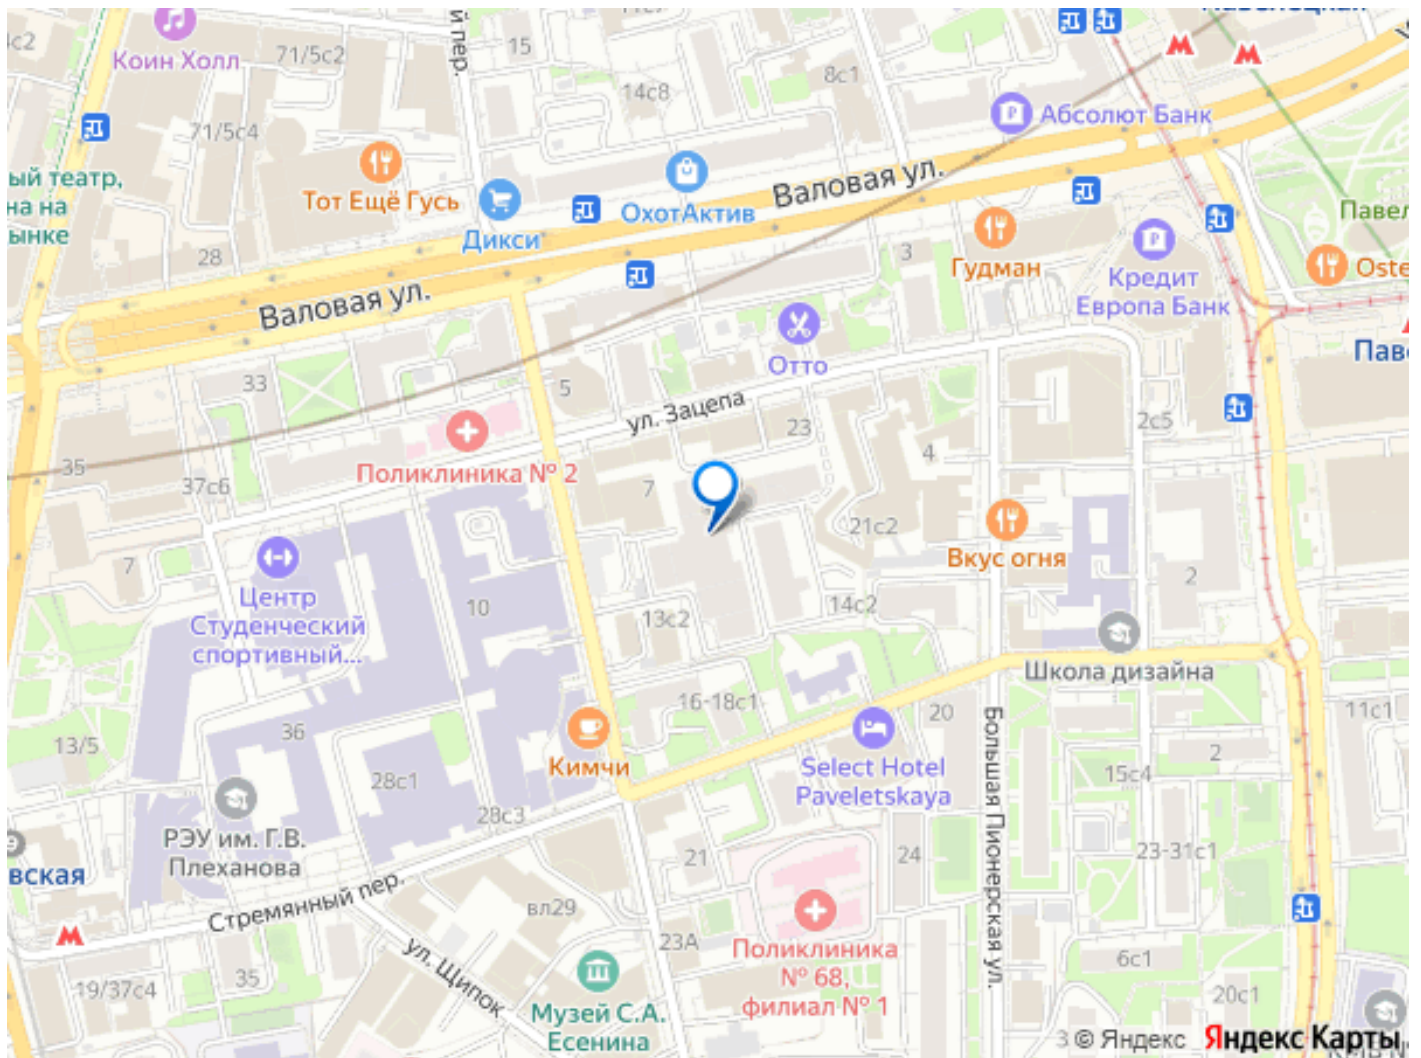 Коин Холл
71/5с2
й пер.
15
14с8
8с1
Абсолют Банк
71/5с4
ый театр,
на на
ынке
Тот Ещё Гусь
Дикси
ОхотАктив
Валовая ул.
28
3
Гудман
Кредит
Европа Банк
Павел
Oste
Валовая ул.
Отто
Паве
33
5
ул. Зацепа
23
2с5
4
35
37с6
Поликлиника № 2
7
21с2
Вкус огня
7
Центр
Студенческий
спортивный...
10
13с2
14с2
2
Школа дизайна
16-18с1
20
11с1
13/5
36
Кимчи
Select Hotel
Paveletskaya
Большая Пионерская ул.
2
15с4
28с1
28с3
РЭУ им. Г.В.
Плеханова
вская
21
24
23-31с1
Стремянный пер.
вл29
23А
Поликлиника
№ 68,
филиал № 1
6с1
ул. Щипок
35
19/37с4
Музей С.А.
Есенина
20с1
3
© Яндекс Яндекс Карты